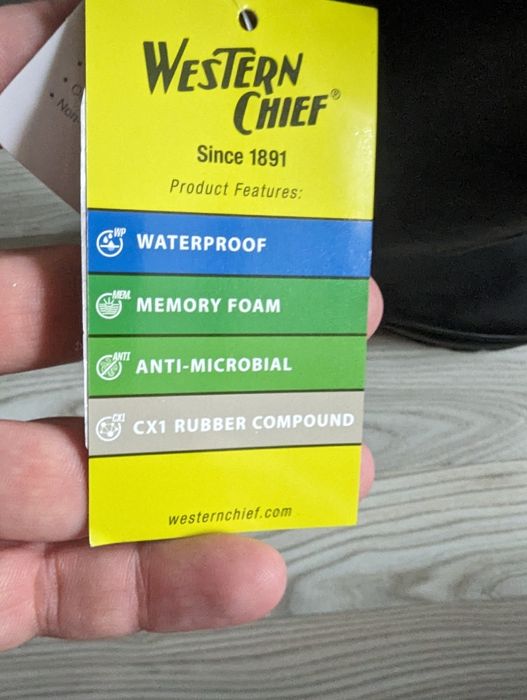 WESTERN
CHIEF®
Since 1891
Product Features:
WP
WATERPROOF
MEM.
MEMORY FOAM
ANTI
ANTI-MICROBIAL
CX1
CX1 RUBBER COMPOUND
westernchief.com